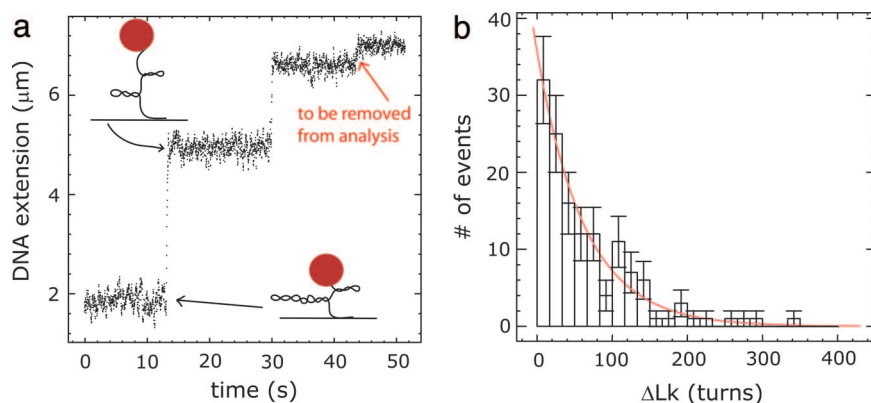 a
DNA extension (μm)
6
4
2
to be removed
from analysis
0 10 20 30 40 50
time (s)
b
# of events
40
30
20
10
0
0 100 200 300 400
ΔLk (turns)